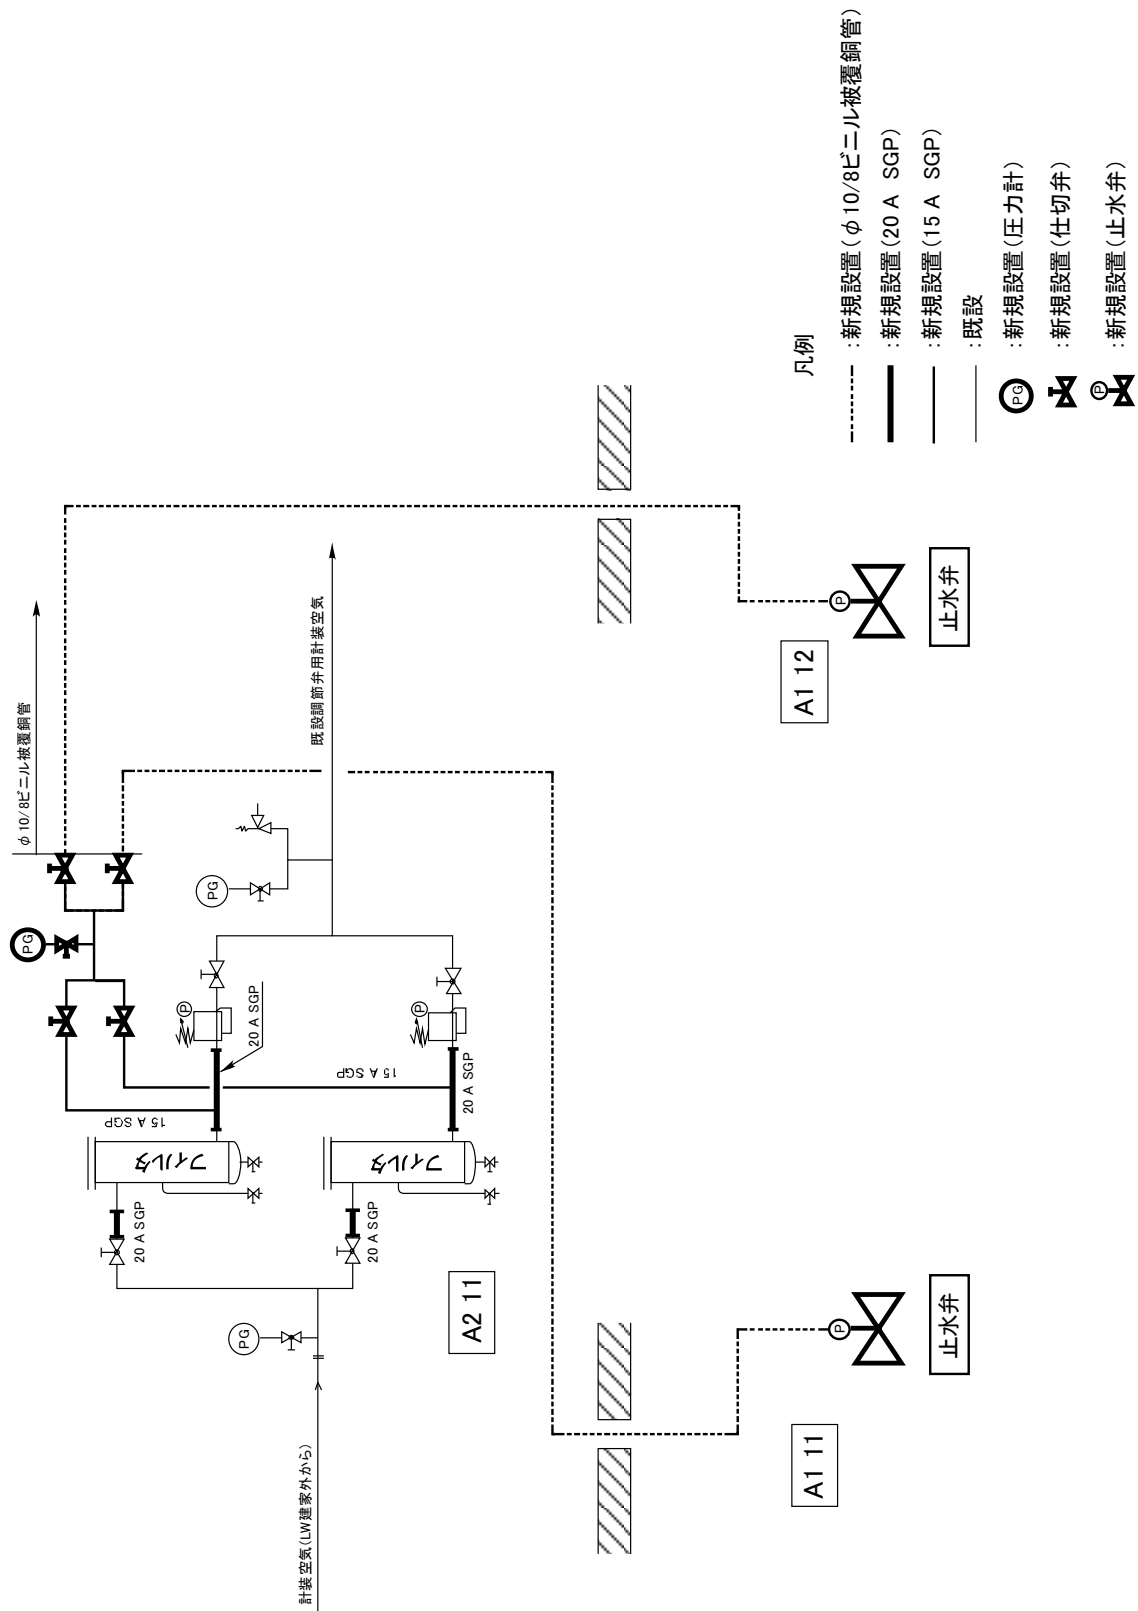 φ10/8ビニル被覆銅管
PG
15 A SGP
20 A SGP
P
フィルタ
20 A SGP
PG
既設調節弁用計装空気
15 A SGP
20 A SGP
P
フィルタ
20 A SGP
PG
計装空気(LW建家外から)
A2 11
A1 11
P
止水弁
A1 12
P
止水弁
凡例
:新規設置(φ10/8ビニル被覆銅管)
:新規設置(20 A SGP)
:新規設置(15 A SGP)
:既設
PG :新規設置(圧力計)
:新規設置(仕切弁)
P :新規設置(止水弁)